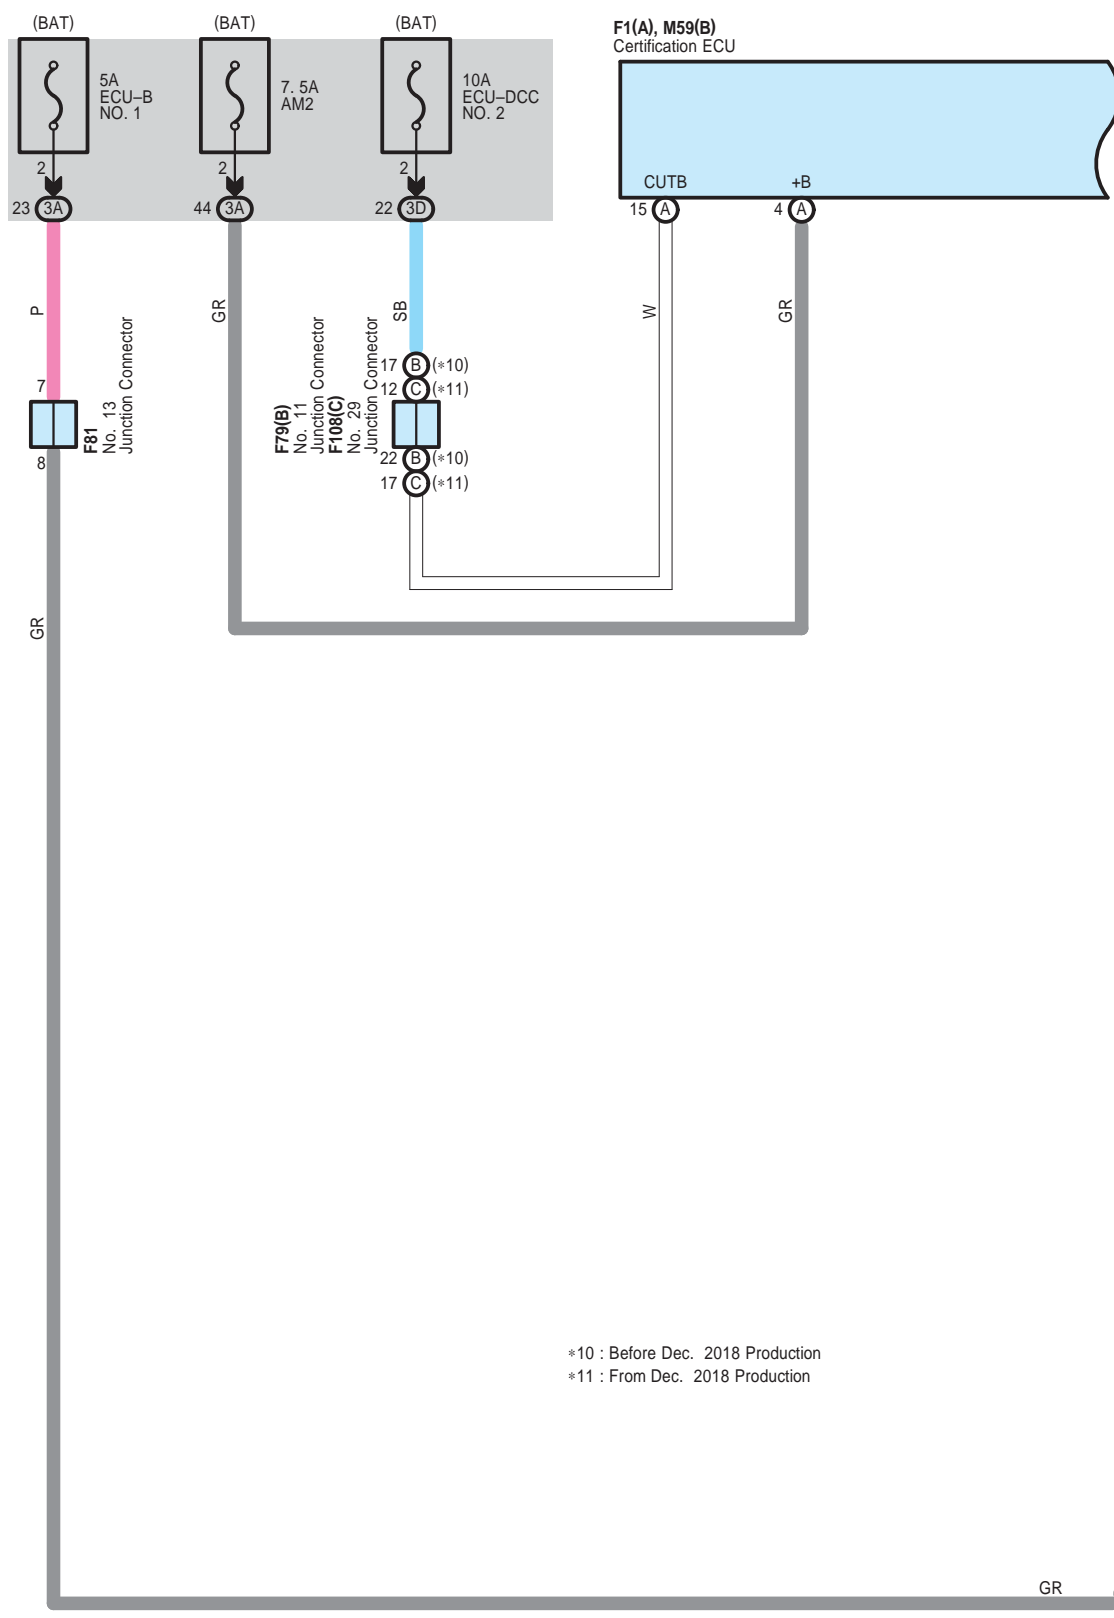 (BAT)
(BAT)
(BAT)
F1(A), M59(B)
Certification ECU
5A
ECU–B
NO. 1
7. 5A
AM2
10A
ECU–DCC
NO. 2
2
2
2
CUTB
+B
23 3A
44 3A
22 3D
15 A
4 A
P
GR
SB
W
GR
17 B (*10)
12 C (*11)
7
F81
No. 13
Junction Connector
F79(B)
No. 11
Junction Connector
F108(C)
No. 29
Junction Connector
8
22 B (*10)
17 C (*11)
GR
*10 : Before Dec. 2018 Production
*11 : From Dec. 2018 Production
GR